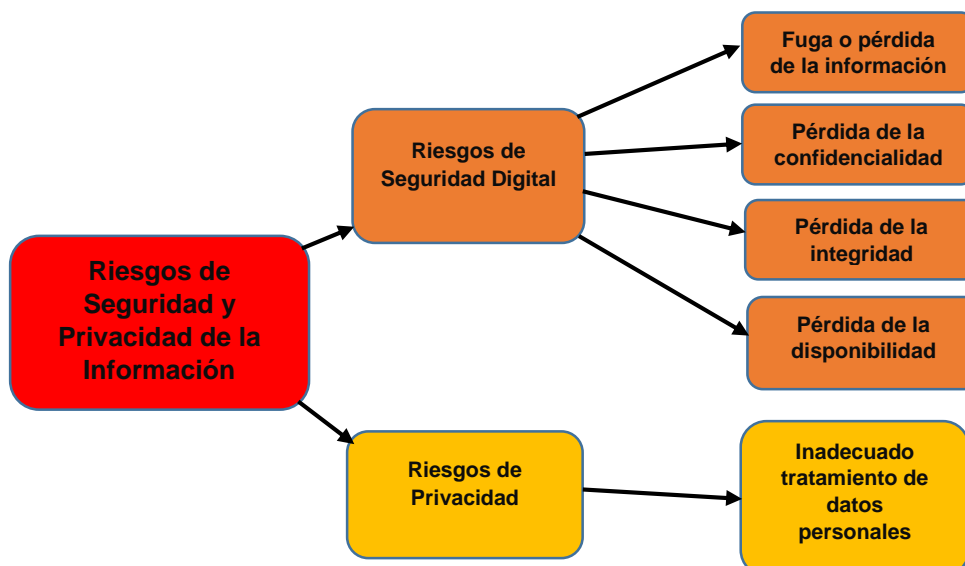 Riesgos de
Seguridad y
Privacidad de la
Información
Riesgos de
Seguridad Digital
Fuga o pérdida
de la información
Pérdida de la
confidencialidad
Pérdida de la
integridad
Pérdida de la
disponibilidad
Riesgos de
Privacidad
Inadecuado
tratamiento de
datos
personales